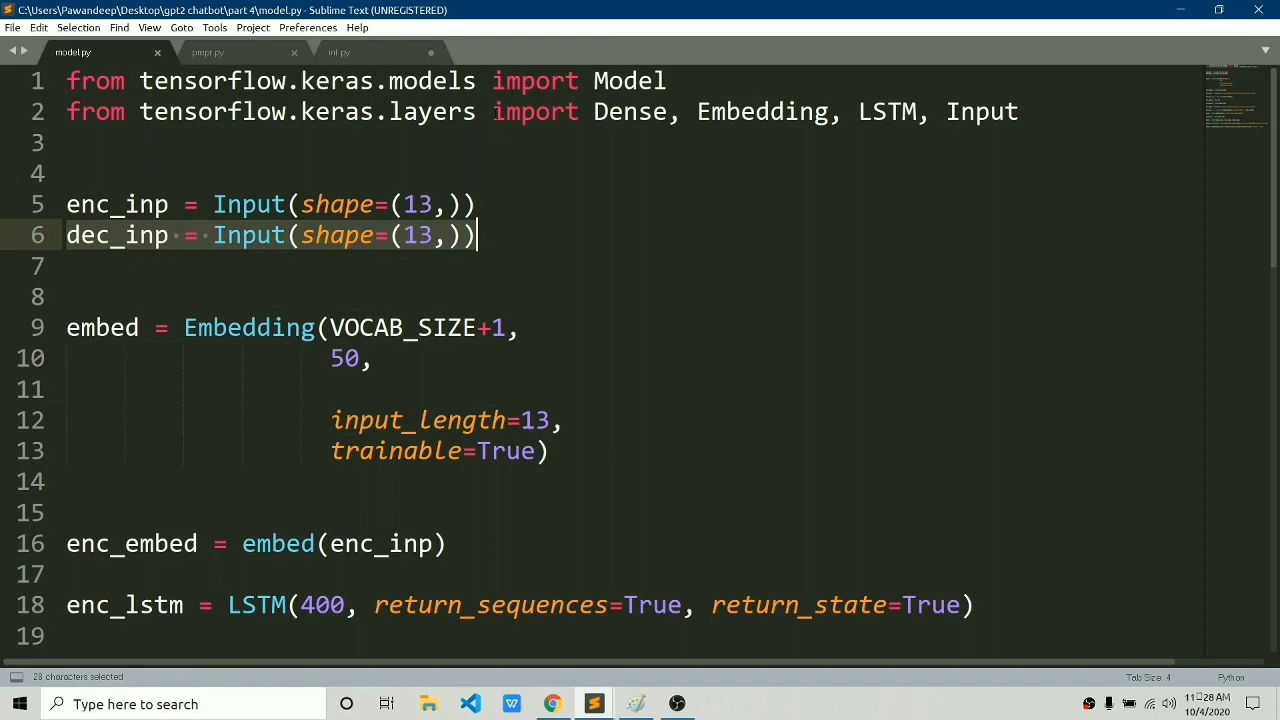 C:\Users\Pawandeep\Desktop\gpt2 chatbot\part 4\model.py - Sublime Text (UNREGISTERED)
File Edit Selection Find View Goto Tools Project Preferences Help
model.py prepr.py inf.py
1 from tensorflow.keras.models import Model
2 from tensorflow.keras.layers import Dense, Embedding, LSTM, Input
3
4
5 enc_inp = Input(shape=(13,))
6 dec_inp = Input(shape=(13,))
7
8
9 embed = Embedding(VOCAB_SIZE+1,
10 50,
11
12 input_length=13,
13 trainable=True)
14
15
16 enc_embed = embed(enc_inp)
17
18 enc_lstm = LSTM(400, return_sequences=True, return_state=True)
19
28 characters selected Tab Size: 4 Python
Type here to search
11:28 AM
10/4/2020